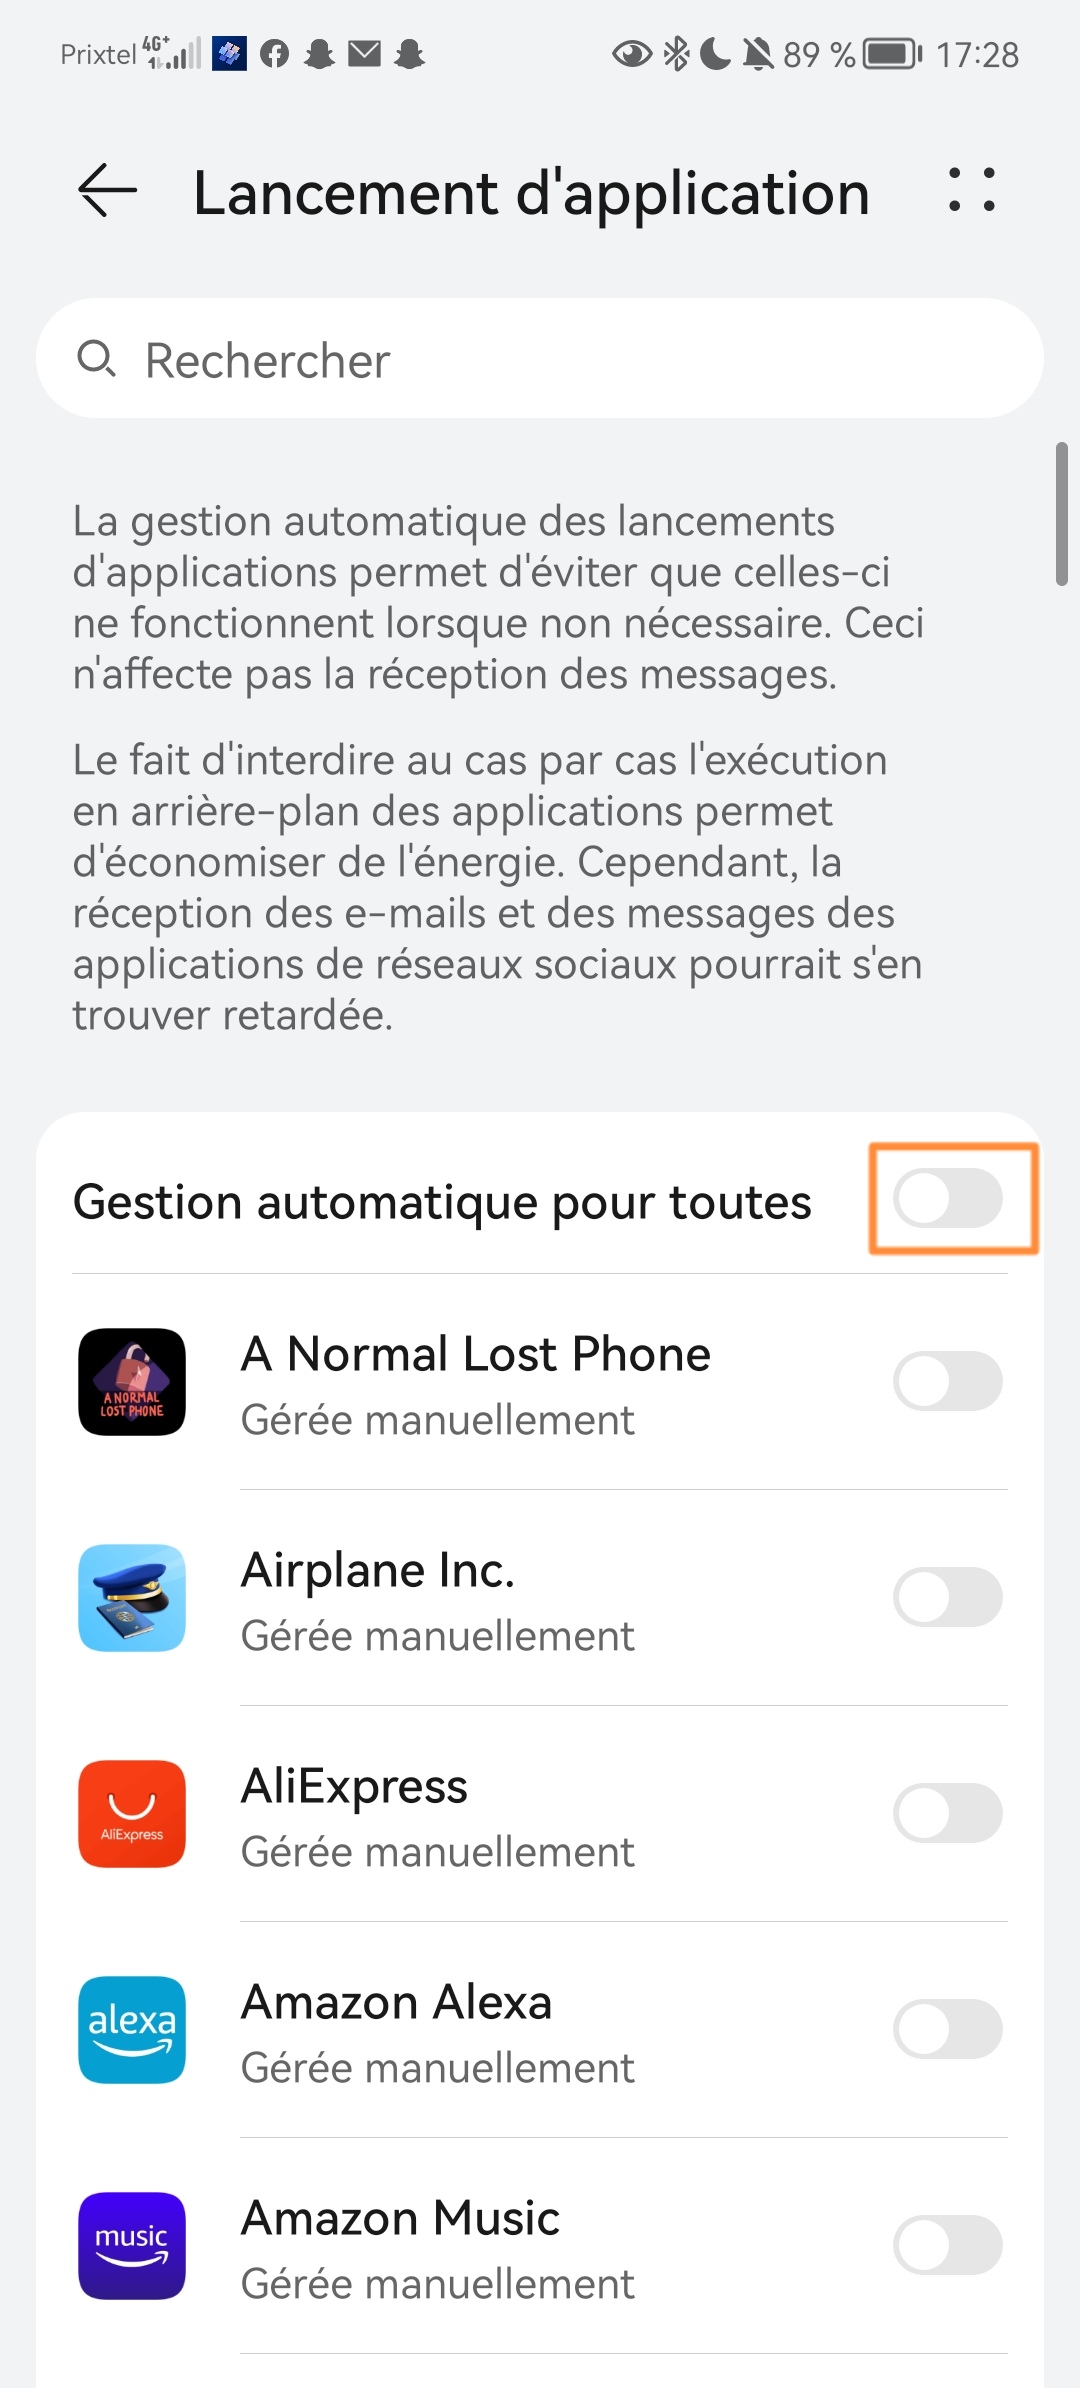 Prixtel 4G+ 89 % 17:28
Lancement d'application
Rechercher
La gestion automatique des lancements
d'applications permet d'éviter que celles-ci
ne fonctionnent lorsque non nécessaire. Ceci
n'affecte pas la réception des messages.
Le fait d'interdire au cas par cas l'exécution
en arrière-plan des applications permet
d'économiser de l'énergie. Cependant, la
réception des e-mails et des messages des
applications de réseaux sociaux pourrait s'en
trouver retardée.
Gestion automatique pour toutes
A NORMAL
LOST PHONE
A Normal Lost Phone
Gérée manuellement
Airplane Inc.
Gérée manuellement
AliExpress
AliExpress
Gérée manuellement
alexa
Amazon Alexa
Gérée manuellement
music
Amazon Music
Gérée manuellement